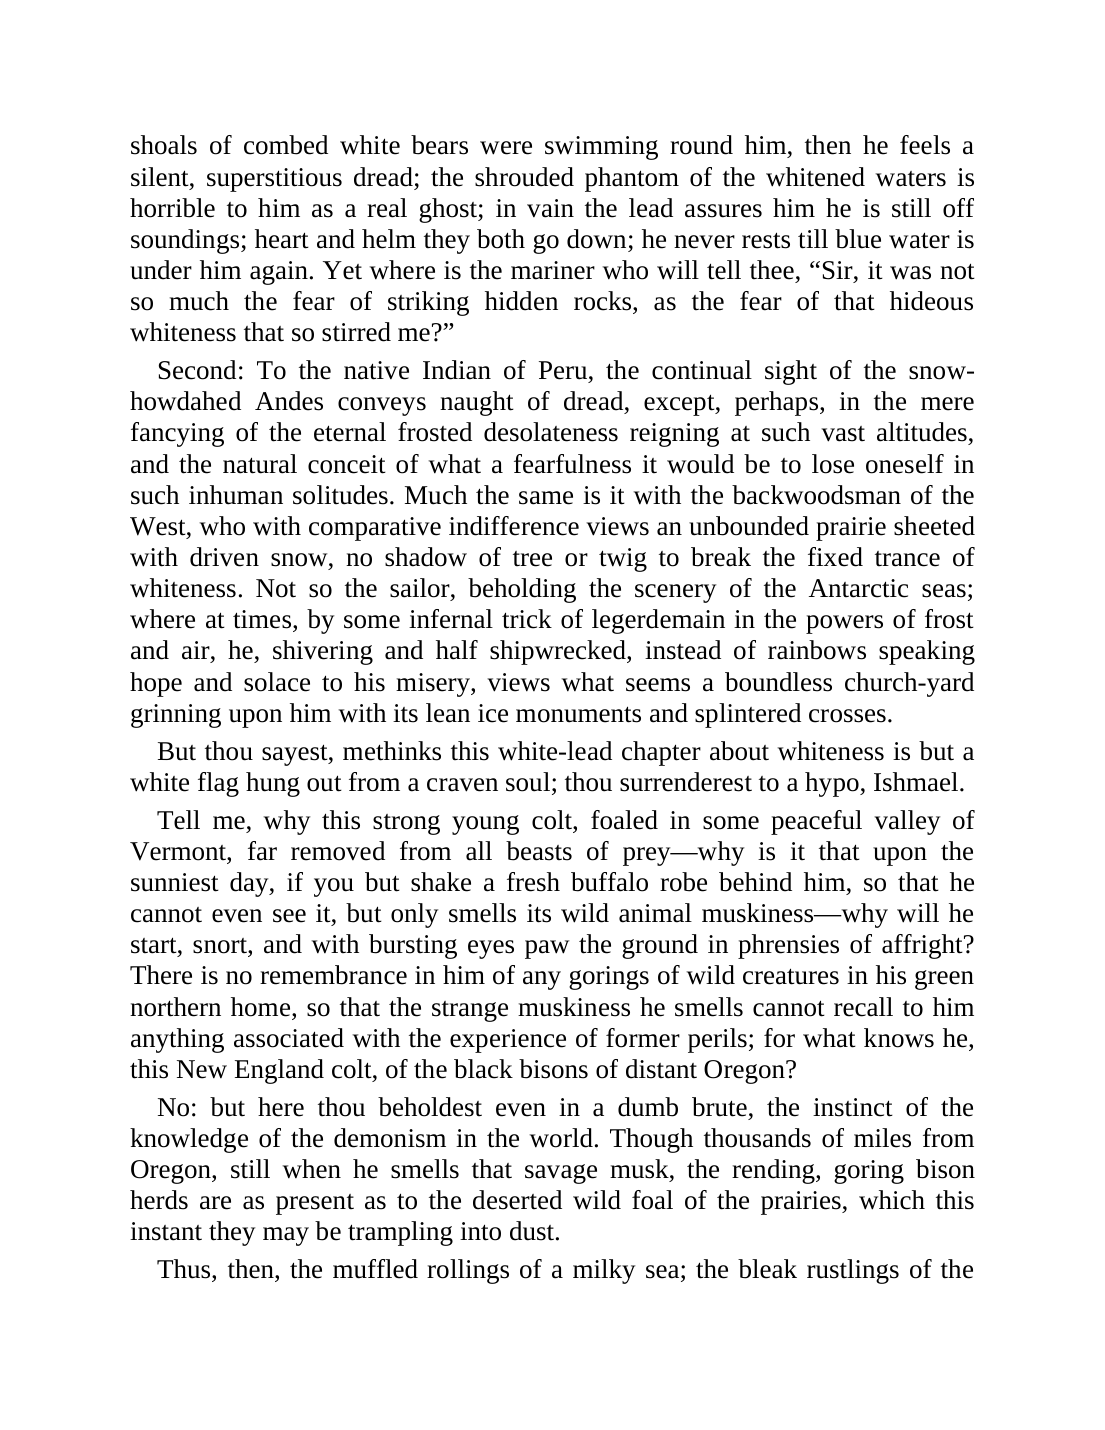 shoals of combed white bears were swimming round him, then he feels a
silent, superstitious dread; the shrouded phantom of the whitened waters is
horrible to him as a real ghost; in vain the lead assures him he is still off
soundings; heart and helm they both go down; he never rests till blue water is
under him again. Yet where is the mariner who will tell thee, “Sir, it was not
so much the fear of striking hidden rocks, as the fear of that hideous
whiteness that so stirred me?”
Second: To the native Indian of Peru, the continual sight of the snow-
howdahed Andes conveys naught of dread, except, perhaps, in the mere
fancying of the eternal frosted desolateness reigning at such vast altitudes,
and the natural conceit of what a fearfulness it would be to lose oneself in
such inhuman solitudes. Much the same is it with the backwoodsman of the
West, who with comparative indifference views an unbounded prairie sheeted
with driven snow, no shadow of tree or twig to break the fixed trance of
whiteness. Not so the sailor, beholding the scenery of the Antarctic seas;
where at times, by some infernal trick of legerdemain in the powers of frost
and air, he, shivering and half shipwrecked, instead of rainbows speaking
hope and solace to his misery, views what seems a boundless church-yard
grinning upon him with its lean ice monuments and splintered crosses.
But thou sayest, methinks this white-lead chapter about whiteness is but a
white flag hung out from a craven soul; thou surrenderest to a hypo, Ishmael.
Tell me, why this strong young colt, foaled in some peaceful valley of
Vermont, far removed from all beasts of prey—why is it that upon the
sunniest day, if you but shake a fresh buffalo robe behind him, so that he
cannot even see it, but only smells its wild animal muskiness—why will he
start, snort, and with bursting eyes paw the ground in phrensies of affright?
There is no remembrance in him of any gorings of wild creatures in his green
northern home, so that the strange muskiness he smells cannot recall to him
anything associated with the experience of former perils; for what knows he,
this New England colt, of the black bisons of distant Oregon?
No: but here thou beholdest even in a dumb brute, the instinct of the
knowledge of the demonism in the world. Though thousands of miles from
Oregon, still when he smells that savage musk, the rending, goring bison
herds are as present as to the deserted wild foal of the prairies, which this
instant they may be trampling into dust.
Thus, then, the muffled rollings of a milky sea; the bleak rustlings of the